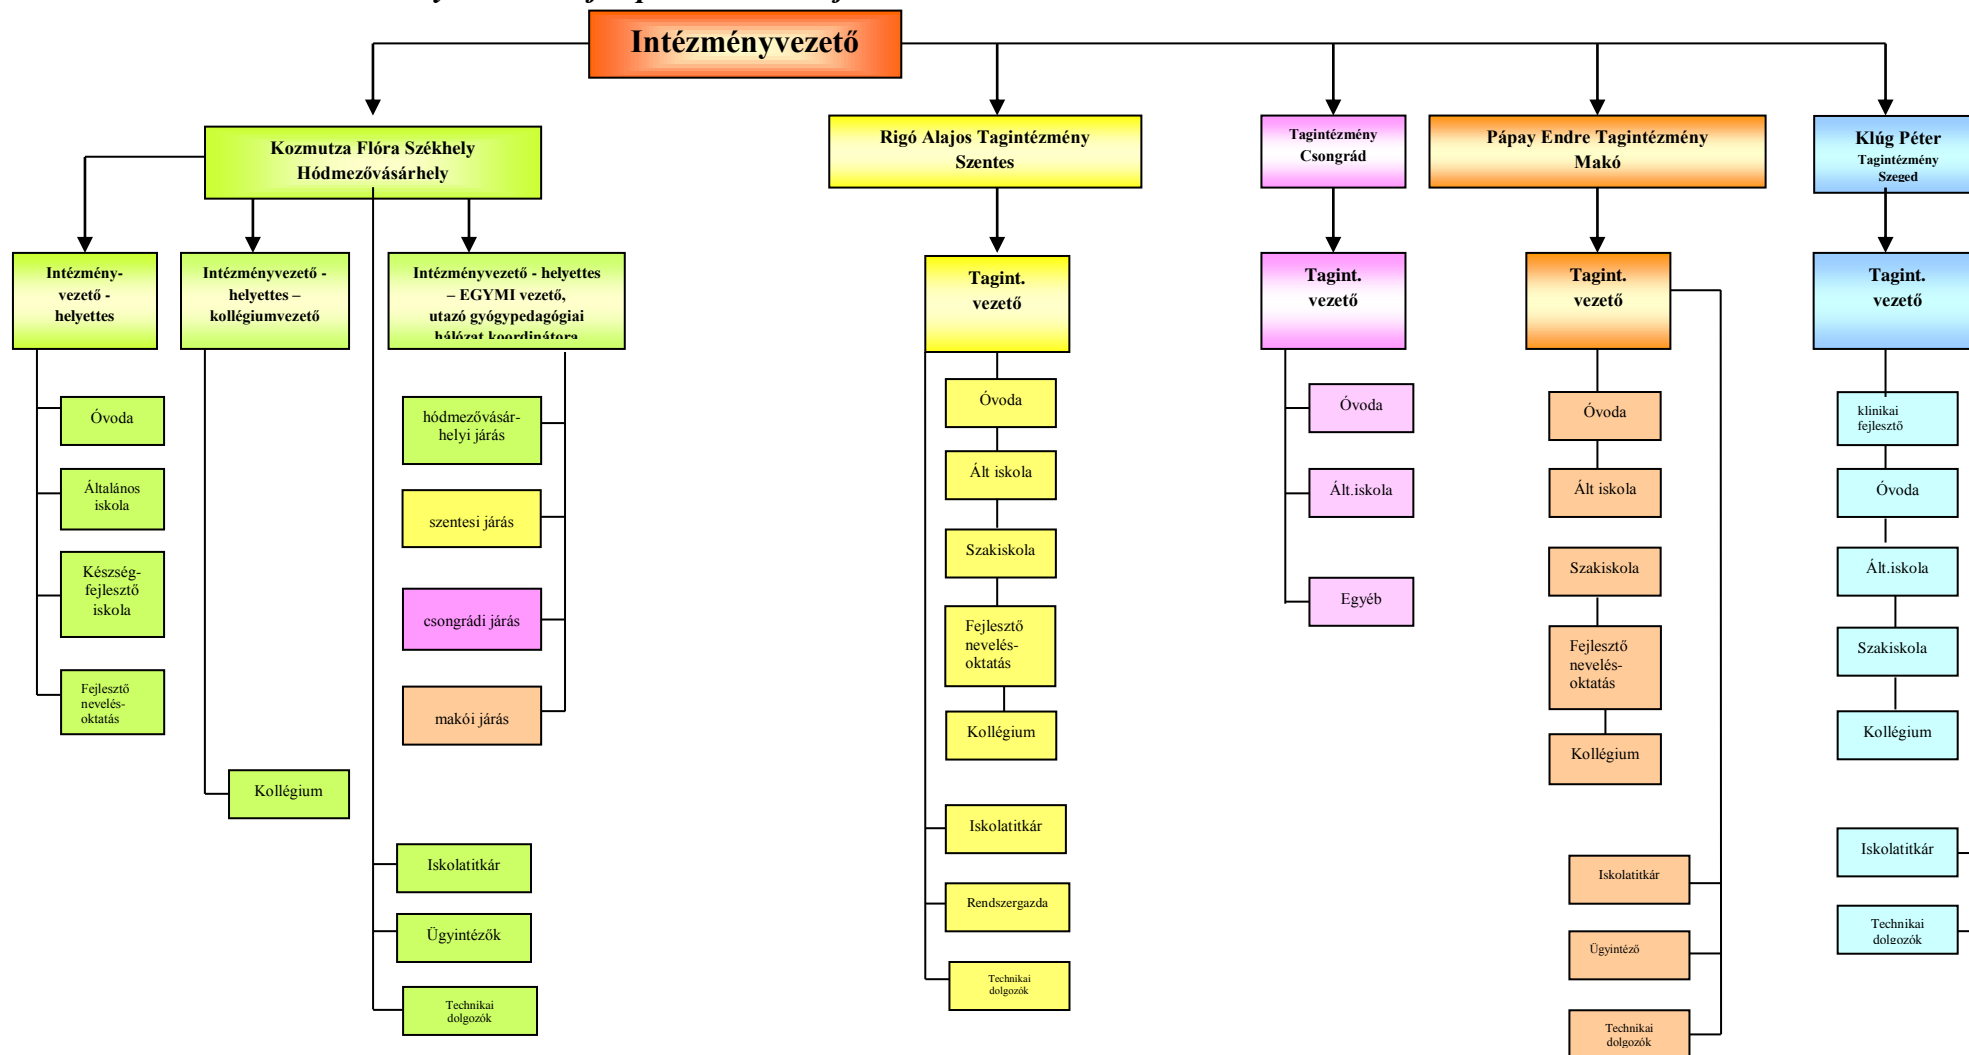 Intézményvezető
Kozmutza Flóra Székhely
Hódmezővásárhely
Rigó Alajos Tagintézmény
Szentes
Tagintézmény
Csongrád
Pápay Endre Tagintézmény
Makó
Klúg Péter
Tagintézmény
Szeged
Intézmény-
vezető -
helyettes
Intézményvezető -
helyettes –
kollégiumvezető
Intézményvezető - helyettes
– EGYMI vezető,
utazó gyógypedagógiai
hálózat koordinátora
Tagint.
vezető
Tagint.
vezető
Tagint.
vezető
Tagint.
vezető
Óvoda
Általános
iskola
Készség-
fejlesztő
iskola
Fejlesztő
nevelés-
oktatás
Kollégium
hódmezővásár-
helyi járás
szentesi járás
csongrádi járás
makói járás
Iskolatitkár
Ügyintézők
Technikai
dolgozók
Óvoda
Ált iskola
Szakiskola
Fejlesztő
nevelés-
oktatás
Kollégium
Iskolatitkár
Rendszergazda
Technikai
dolgozók
Óvoda
Ált.iskola
Egyéb
Óvoda
Ált iskola
Szakiskola
Fejlesztő
nevelés-
oktatás
Kollégium
Iskolatitkár
Ügyintéző
Technikai
dolgozók
klinikai
fejlesztő
Óvoda
Ált.iskola
Szakiskola
Kollégium
Iskolatitkár
Technikai
dolgozók